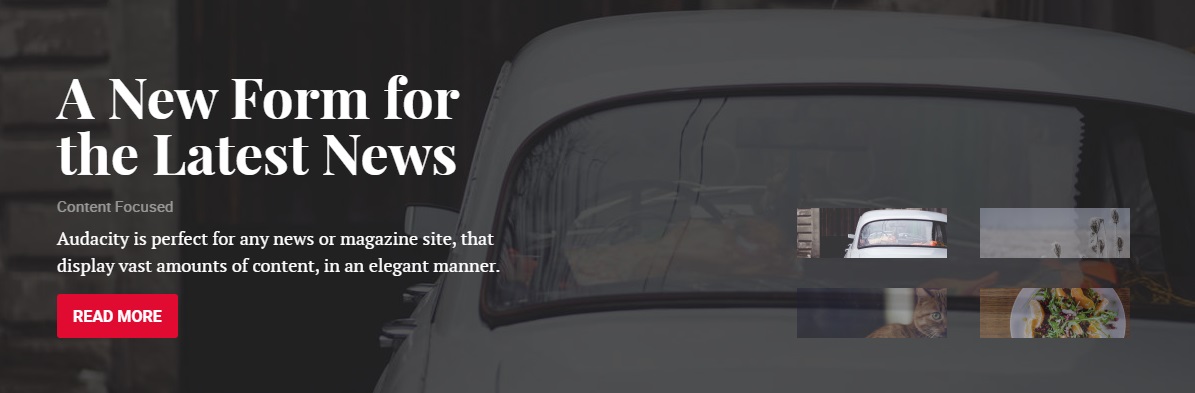 A New Form for
the Latest News
Content Focused
Audacity is perfect for any news or magazine site, that
display vast amounts of content, in an elegant manner.
READ MORE